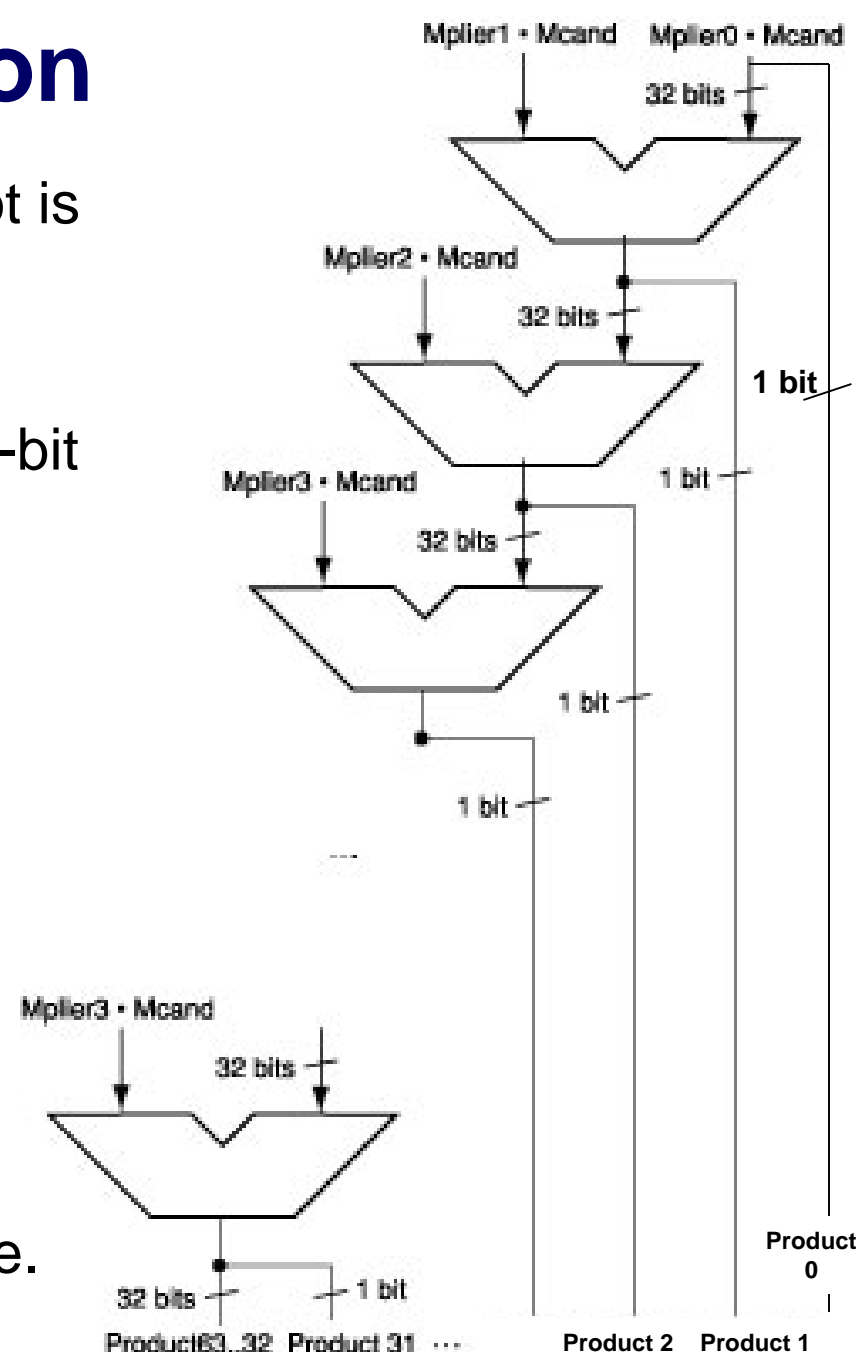 on
Mplier1 • Mcand Mplier0 • Mcand
32 bits
pt is
Mplier2 • Mcand
32 bits
1 bit
-bit
1 bit
Mplier3 • Mcand
32 bits
1 bit
1 bit
...
Mplier3 • Mcand
32 bits
e.
Product
0
32 bits 1 bit
Product63..32 Product 31 ... Product 2 Product 1